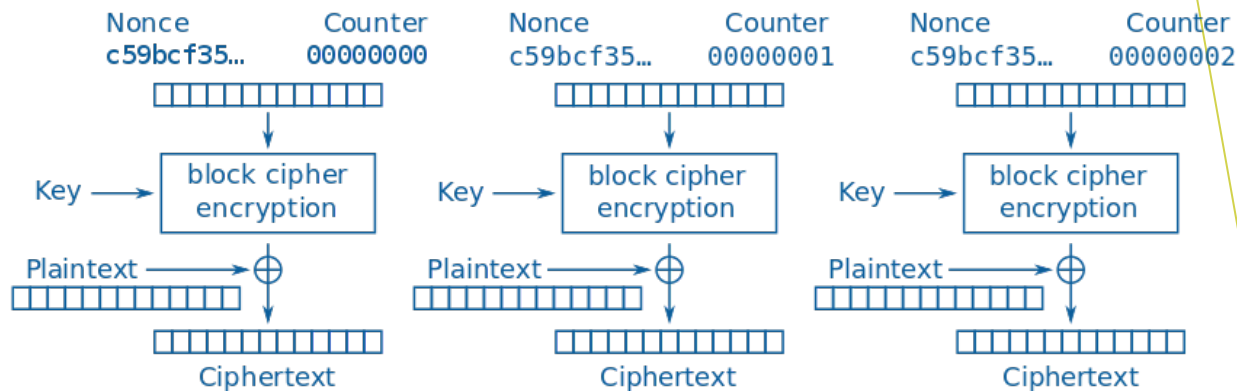 Nonce Counter Nonce Counter Nonce Counter
c59bcf35... 00000000 c59bcf35... 00000001 c59bcf35... 00000002
block cipher block cipher block cipher
Key encryption Key encryption Key encryption
Plaintext Plaintext Plaintext
Ciphertext Ciphertext Ciphertext